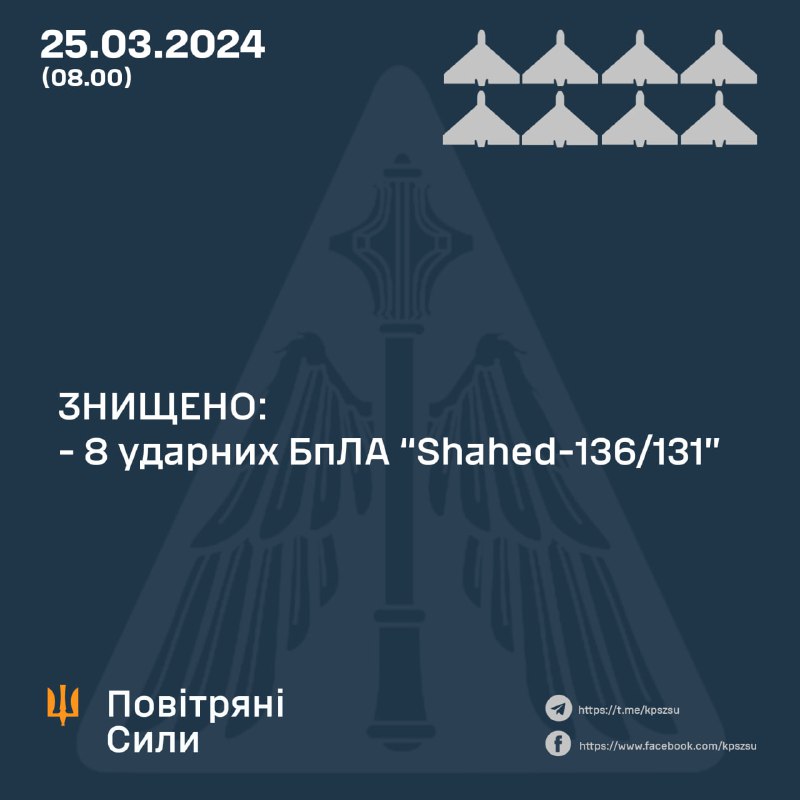 25.03.2024
(08.00)
ЗНИЩЕНО:
- 8 ударних БпЛА “Shahed-136/131”
Повітряні
Сили
https://t.me/kpszsu
https://www.facebook.com/kpszsu